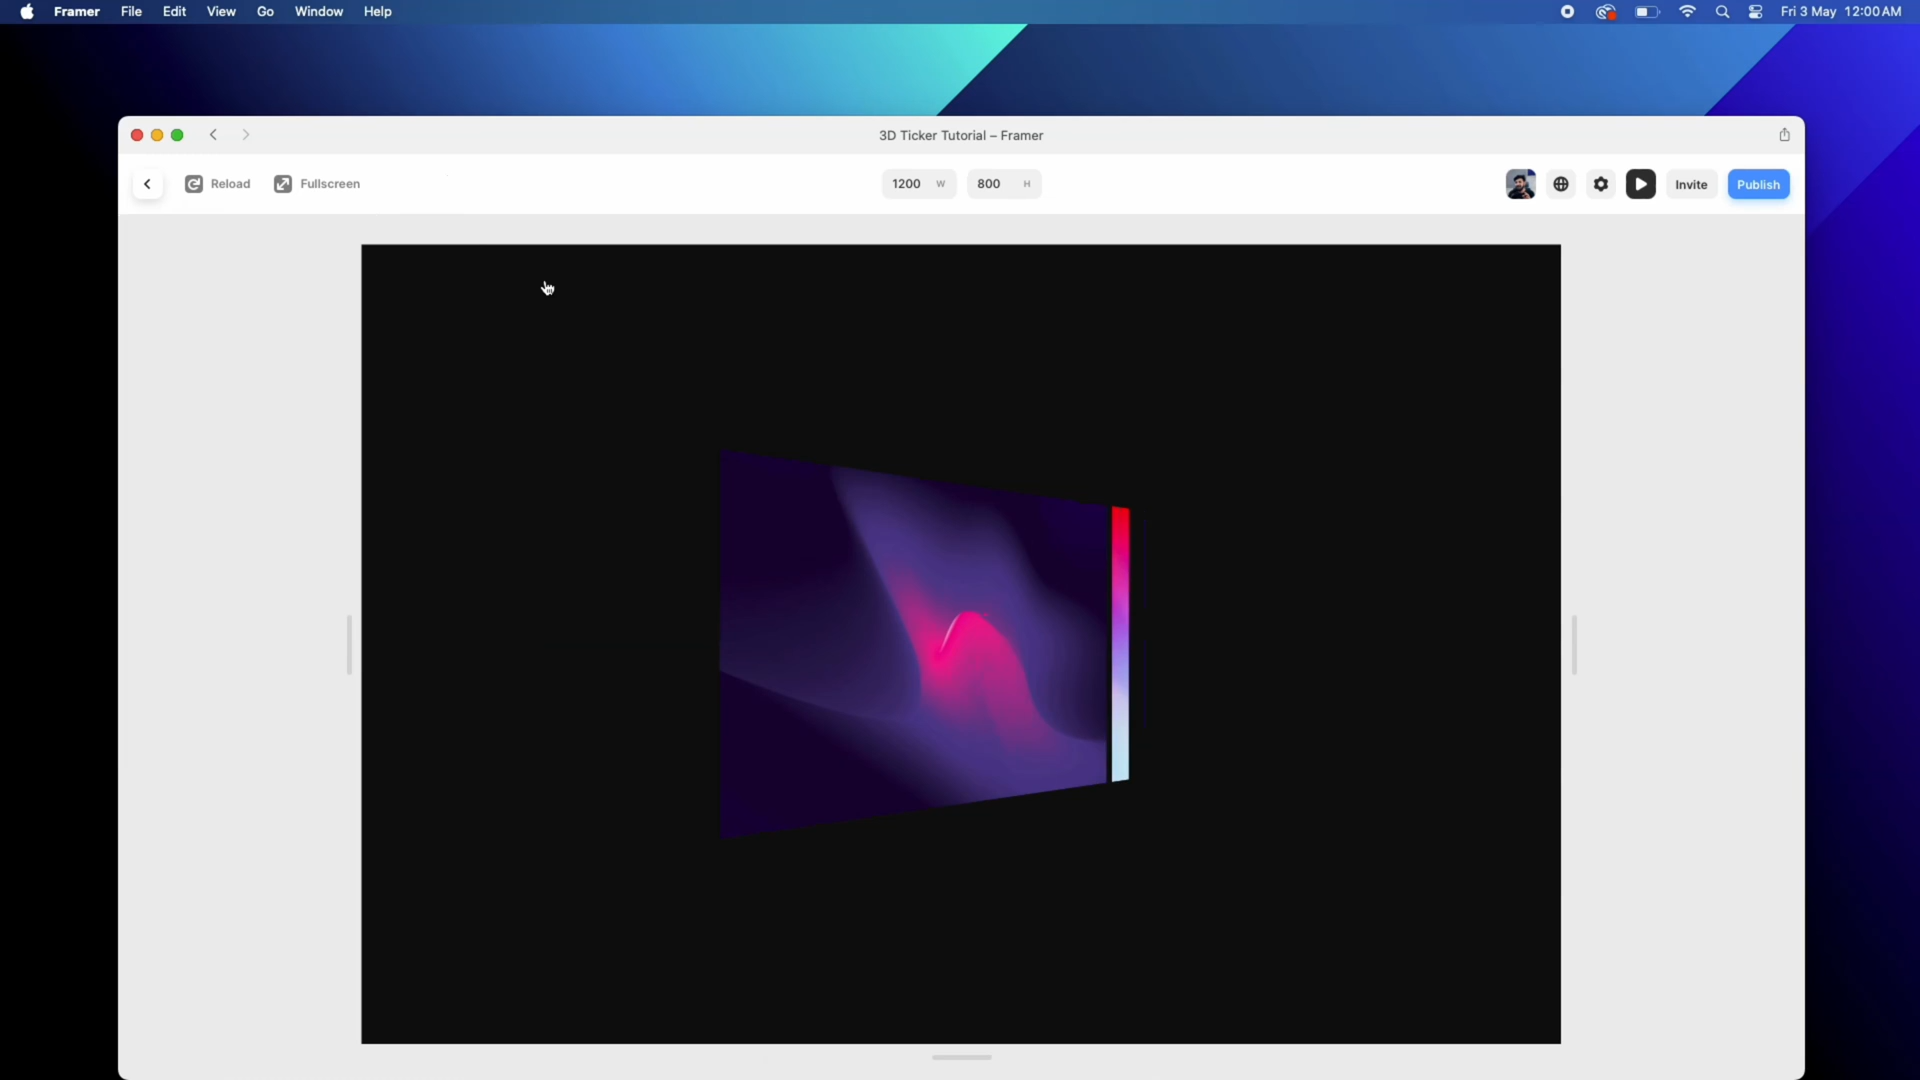 Framer File Edit View Go Window Help Fri 3 May 12:00 AM
3D Ticker Tutorial – Framer
Reload Fullscreen 1200 W 800 H Invite Publish